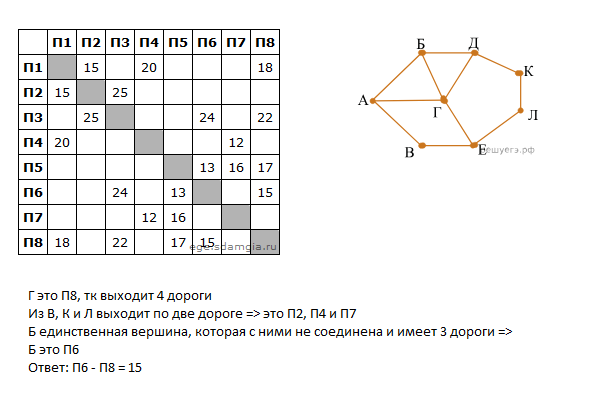 П1 П2 П3 П4 П5 П6 П7 П8
П1 15 20 18
П2 15 25
П3 25 24 22
П4 20 12
П5 13 16 17
П6 24 13 15
П7 12 16
П8 18 22 17 15
ege.sdamgia.ru
Б Д
К
А Г Л
В Е
решуегэ.рф
Г это П8, тк выходит 4 дороги
Из В, К и Л выходит по две дороге => это П2, П4 и П7
Б единственная вершина, которая с ними не соединена и имеет 3 дороги =>
Б это П6
Ответ: П6 - П8 = 15